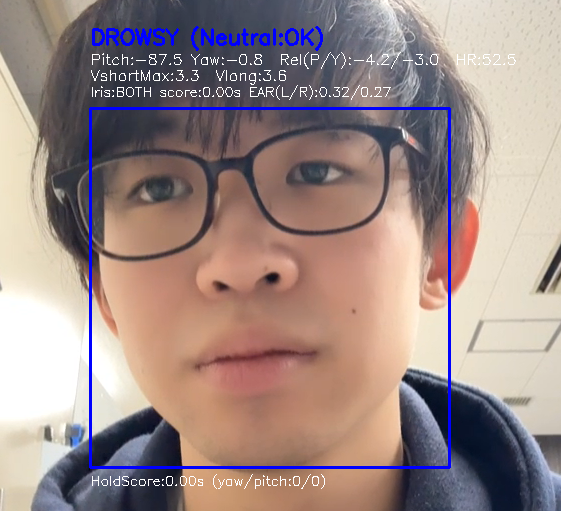 DROWSY (Neutral:OK)
Pitch:-87.5 Yaw:-0.8 Rel(P/Y):-4.2/-3.0 HR:52.5
VshortMax:3.3 Vlong:3.6
Iris:BOTH score:0.00s EAR(L/R):0.32/0.27
HoldScore:0.00s (yaw/pitch:0/0)